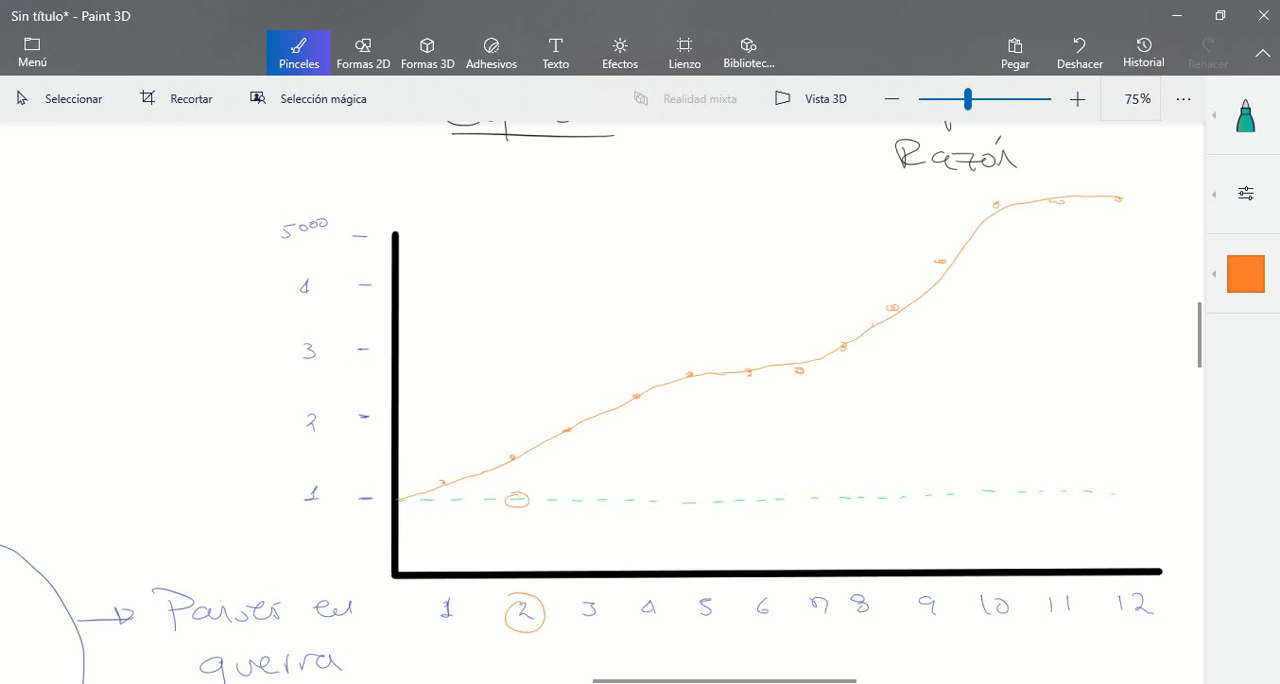 Sin título* - Paint 3D
Menú
Pinceles
Formas 2D
Formas 3D
Adhesivos
Texto
Efectos
Lienzo
Bibliotec...
Pegar
Deshacer
Historial
Rehacer
Seleccionar
Recortar
Selección mágica
Realidad mixta
Vista 3D
75%
Razón
5000
4
3
2
1
1 2 3 4 5 6 7 8 9 10 11 12
Paises en
guerra